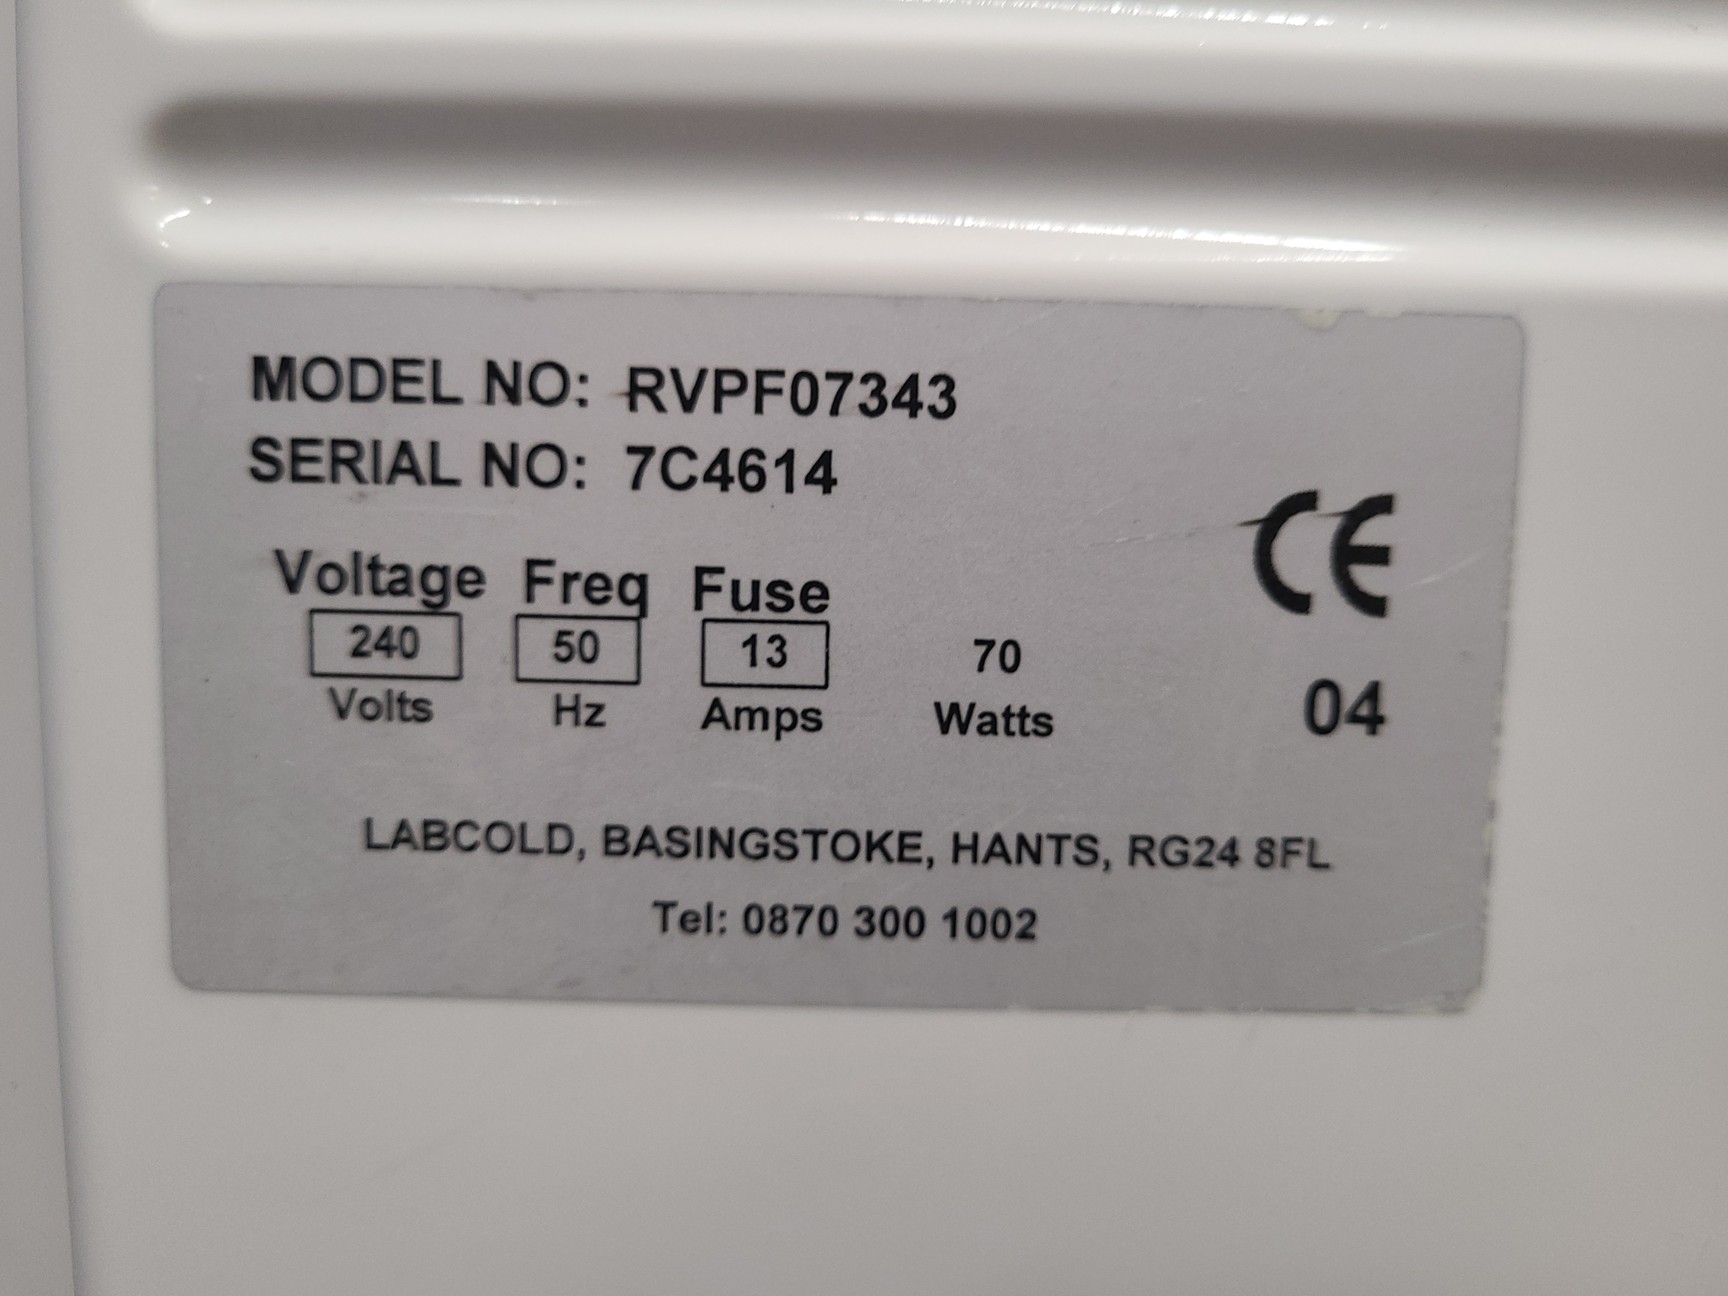 MODEL NO: RVPF07343
SERIAL NO: 7C4614
Voltage Freq Fuse
240 50 13 70
Volts Hz Amps Watts
CE
04
LABCOLD, BASINGSTOKE, HANTS, RG24 8FL
Tel: 0870 300 1002